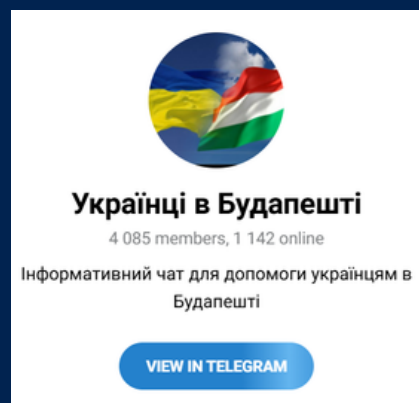 Українці в Будапешті
4 085 members, 1 142 online
Інформативний чат для допомоги українцям в
Будапешті
VIEW IN TELEGRAM